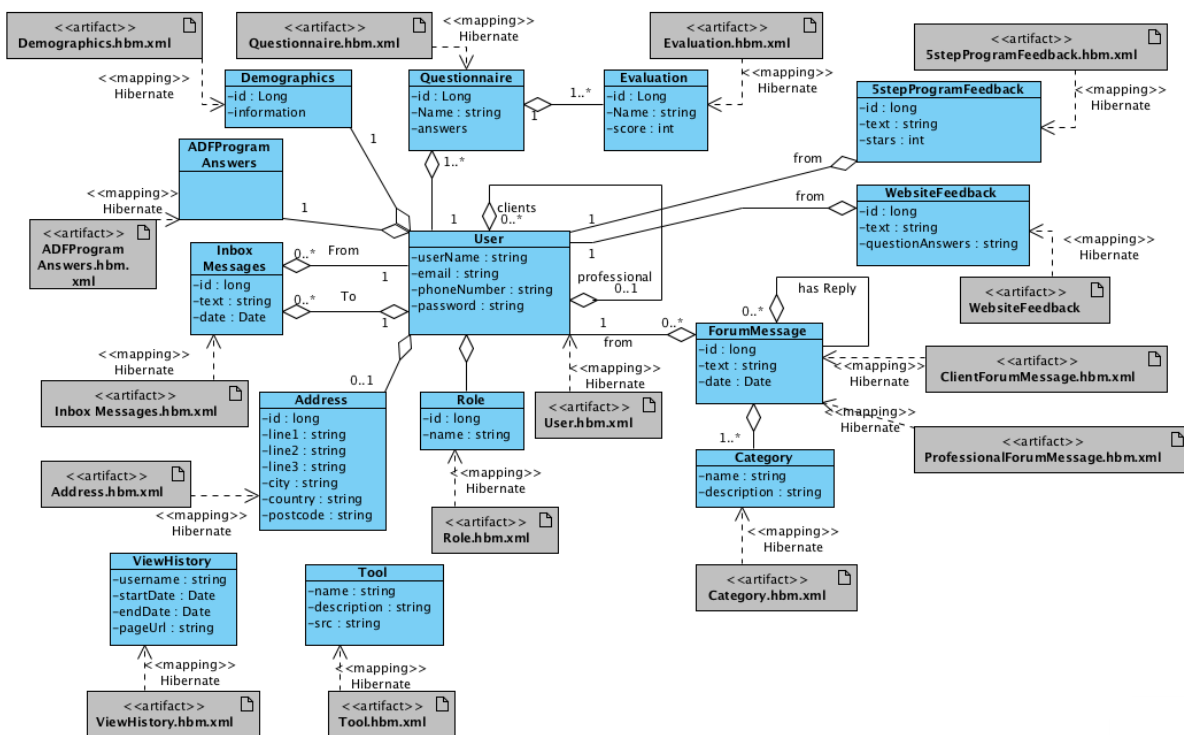 <<artifact>>
Demographics.hbm.xml
<<mapping>>
Hibernate
<<artifact>>
Questionnaire.hbm.xml
<<mapping>>
Hibernate
<<artifact>>
Evaluation.hbm.xml
<<mapping>>
Hibernate
<<artifact>>
5stepProgramFeedback.hbm.xml
<<mapping>>
Hibernate
Demographics
-id : Long
-information
1
Questionnaire
-id : Long
-Name : string
-answers
1
1..*
1..*
Evaluation
-id : Long
-Name : string
-score : int
5stepProgramFeedback
-id : long
-text : string
-stars : int
from
1
ADFProgram
Answers
1
<<mapping>>
Hibernate
<<artifact>>
ADFProgram
Answers.hbm.
xml
WebsiteFeedback
-id : long
-text : string
-questionAnswers : string
from
1
<<mapping>>
Hibernate
<<artifact>>
WebsiteFeedback
Inbox
Messages
-id : long
-text : string
-date : Date
0..*
From
1
0..*
To
1
<<mapping>>
Hibernate
<<artifact>>
Inbox Messages.hbm.xml
1
clients
0..*
User
-userName : string
-email : string
-phoneNumber : string
-password : string
professional
0..1
<<mapping>>
Hibernate
<<artifact>>
User.hbm.xml
1
from
0..*
has Reply
0..*
ForumMessage
-id : long
-text : string
-date : Date
<<mapping>>
Hibernate
<<artifact>>
ClientForumMessage.hbm.xml
<<mapping>>
Hibernate
<<artifact>>
ProfessionalForumMessage.hbm.xml
0..1
Address
-id : long
-line1 : string
-line2 : string
-line3 : string
-city : string
-country : string
-postcode : string
<<artifact>>
Address.hbm.xml
<<mapping>>
Hibernate
Role
-id : long
-name : string
<<mapping>>
Hibernate
<<artifact>>
Role.hbm.xml
1..*
Category
-name : string
-description : string
<<mapping>>
Hibernate
<<artifact>>
Category.hbm.xml
ViewHistory
-username : string
-startDate : Date
-endDate : Date
-pageUrl : string
<<mapping>>
Hibernate
<<artifact>>
ViewHistory.hbm.xml
Tool
-name : string
-description : string
-src : string
<<mapping>>
Hibernate
<<artifact>>
Tool.hbm.xml